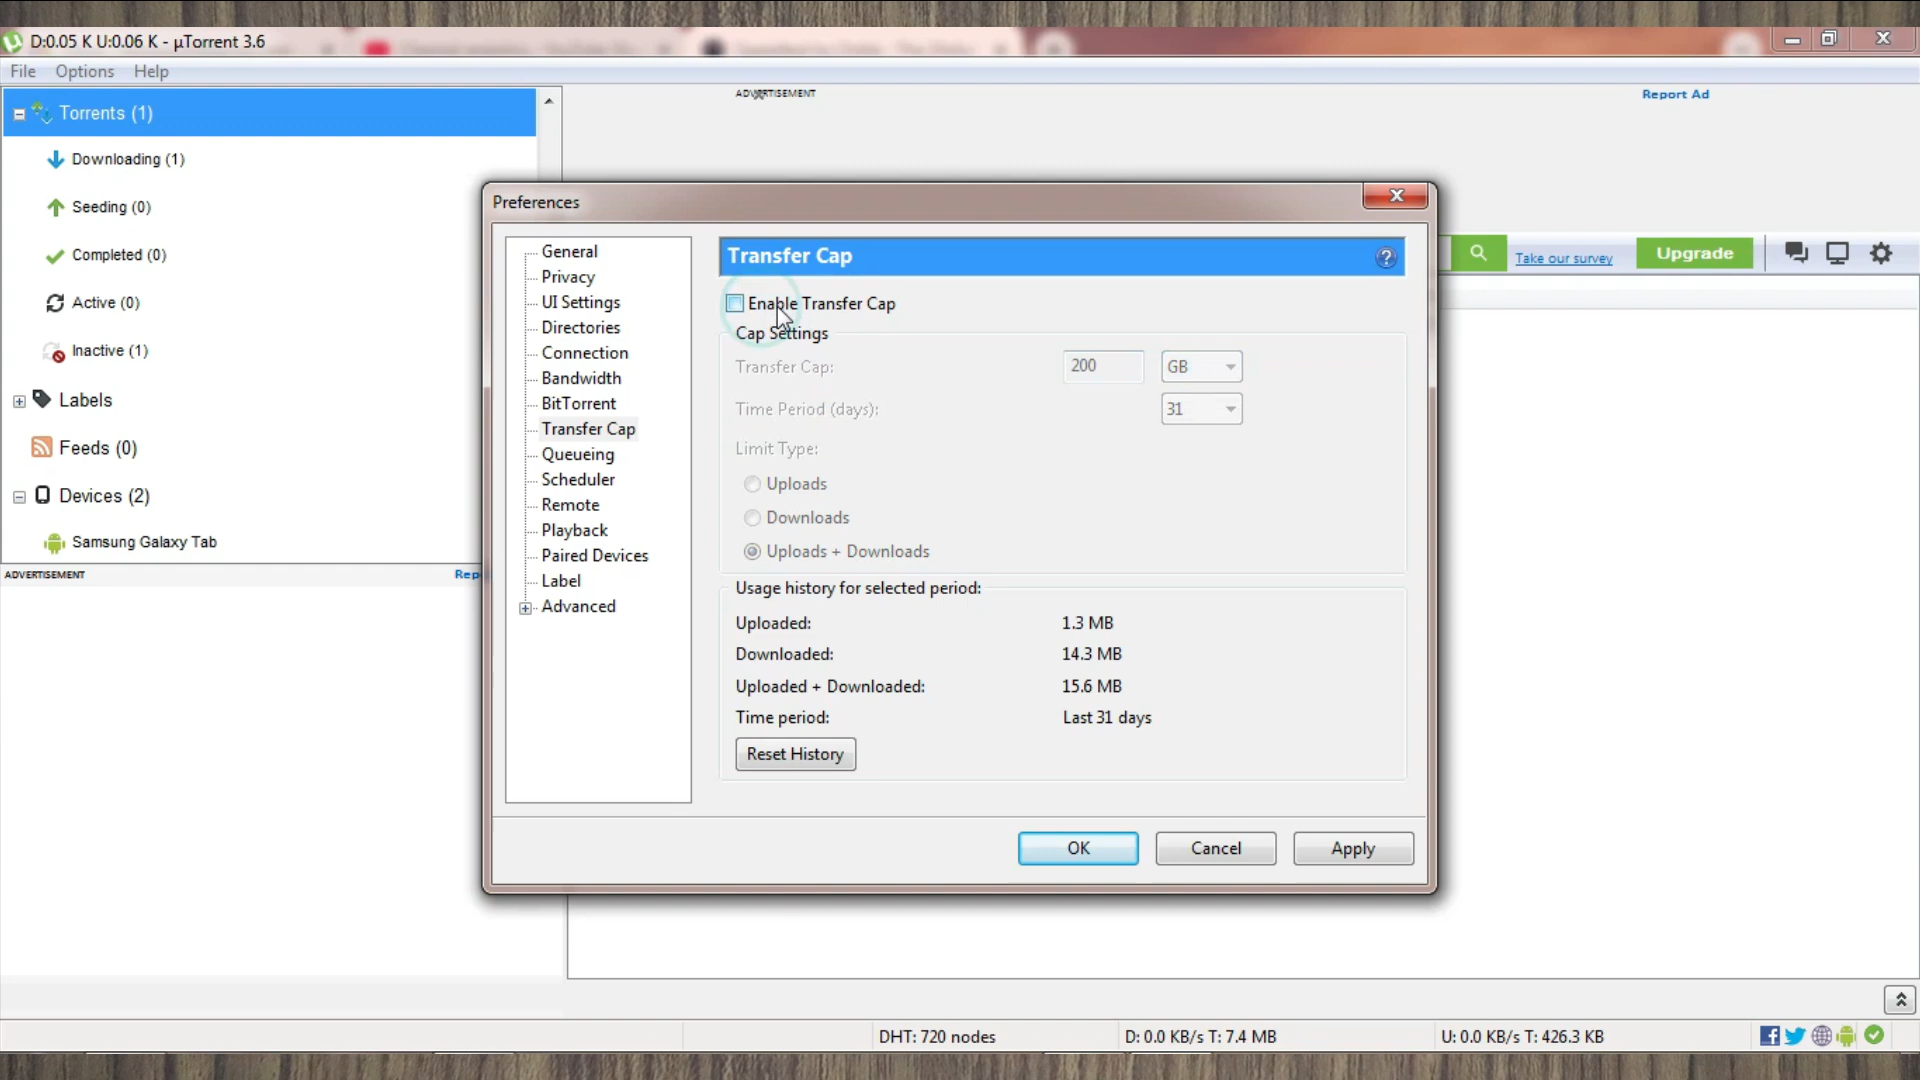 D:0.05 K U:0.06 K - µTorrent 3.6
File Options Help
Torrents (1)
Downloading (1)
Seeding (0)
Completed (0)
Active (0)
Inactive (1)
Labels
Feeds (0)
Devices (2)
Samsung Galaxy Tab
ADVERTISEMENT
Rep
ADVERTISEMENT
Report Ad
Take our survey
Upgrade
Preferences
General
Privacy
UI Settings
Directories
Connection
Bandwidth
BitTorrent
Transfer Cap
Queueing
Scheduler
Remote
Playback
Paired Devices
Label
Advanced
Transfer Cap
Enable Transfer Cap
Cap Settings
Transfer Cap: 200 GB
Time Period (days): 31
Limit Type:
Uploads
Downloads
Uploads + Downloads
Usage history for selected period:
Uploaded: 1.3 MB
Downloaded: 14.3 MB
Uploaded + Downloaded: 15.6 MB
Time period: Last 31 days
Reset History
OK Cancel Apply
DHT: 720 nodes D: 0.0 KB/s T: 7.4 MB U: 0.0 KB/s T: 426.3 KB